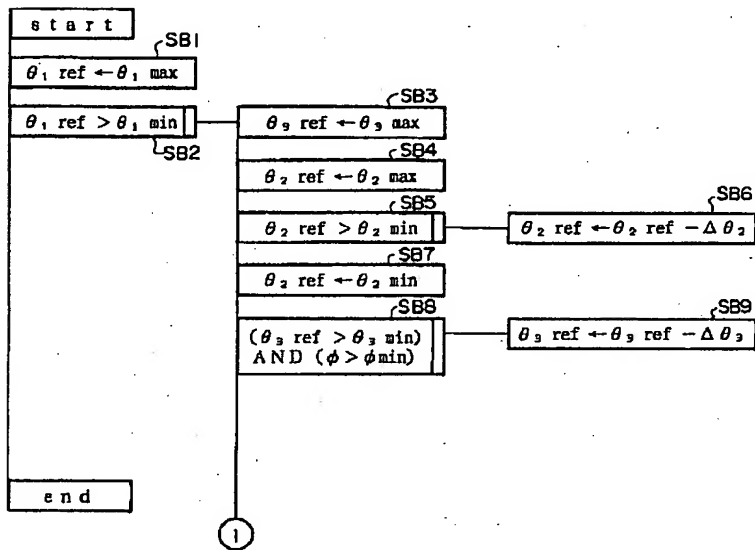 start
SB1
θ₁ ref ←θ₁ max
θ₁ ref > θ₁ min
SB2
SB3
θ₃ ref ←θ₃ max
SB4
θ₂ ref ←θ₂ max
SB5
θ₂ ref > θ₂ min
SB6
θ₂ ref ←θ₂ ref −Δθ₂
SB7
θ₂ ref ←θ₂ min
SB8
(θ₃ ref > θ₃ min)
AND (φ > φmin)
SB9
θ₃ ref ←θ₃ ref −Δθ₃
end
1